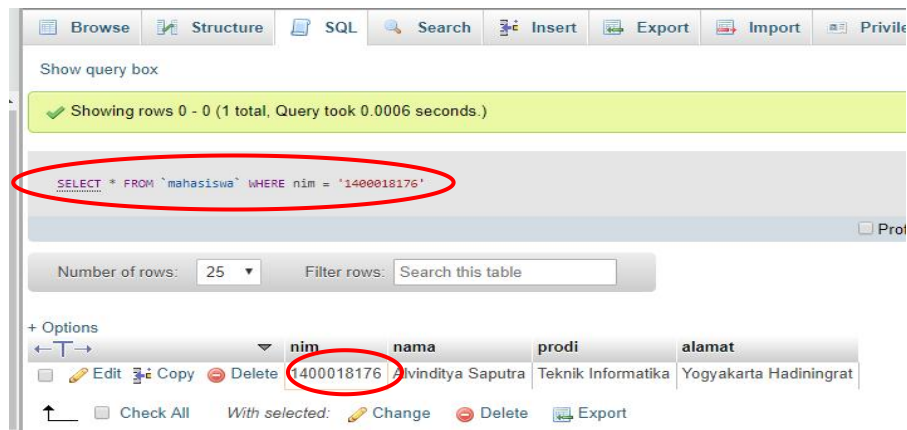 Browse Structure SQL Search Insert Export Import Privile
Show query box
Showing rows 0 - 0 (1 total, Query took 0.0006 seconds.)
SELECT * FROM `mahasiswa` WHERE nim = '1400018176'
Prof
Number of rows: 25 Filter rows: Search this table
+ Options
←T→ nim nama prodi alamat
Edit Copy Delete 1400018176 Alvinditya Saputra Teknik Informatika Yogyakarta Hadiningrat
Check All With selected: Change Delete Export